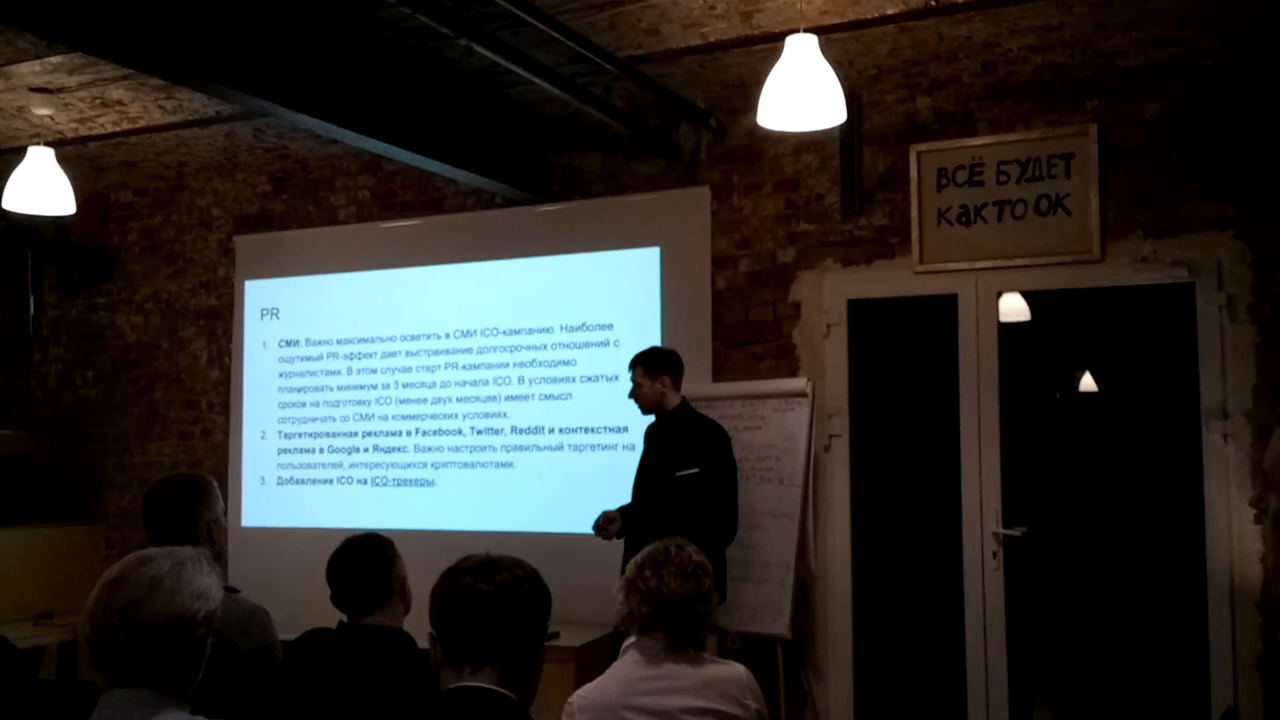 ВСЁ БУДЕТ
КАК ТО ОК
PR
1. СМИ: Важно максимально осветить в СМИ ICO-кампанию. Наиболее
ощутимый PR-эффект дает выстраивание долгосрочных отношений с
журналистами. В этом случае старт PR-кампании необходимо
планировать минимум за 3 месяца до начала ICO. В условиях сжатых
сроков на подготовку ICO (менее двух месяцев) имеет смысл
сотрудничать со СМИ на коммерческих условиях.
2. Таргетированная реклама в Facebook, Twitter, Reddit и контекстная
реклама в Google и Яндекс. Важно настроить правильный таргетинг на
пользователей, интересующихся криптовалютами.
3. Добавление ICO на ICO-трекеры.